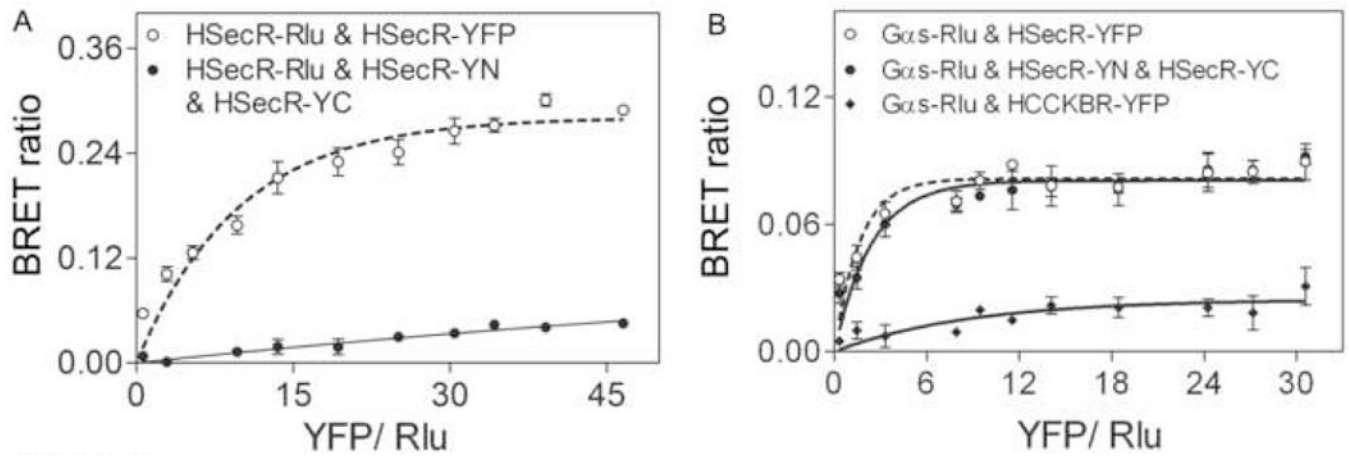 A
HSecR-Rlu & HSecR-YFP
HSecR-Rlu & HSecR-YN
& HSecR-YC
BRET ratio
0.36
0.24
0.12
0.00
0
15
30
45
YFP/ Rlu
B
Gαs-Rlu & HSecR-YFP
Gαs-Rlu & HSecR-YN & HSecR-YC
Gαs-Rlu & HCCKBR-YFP
BRET ratio
0.12
0.06
0.00
0
6
12
18
24
30
YFP/ Rlu